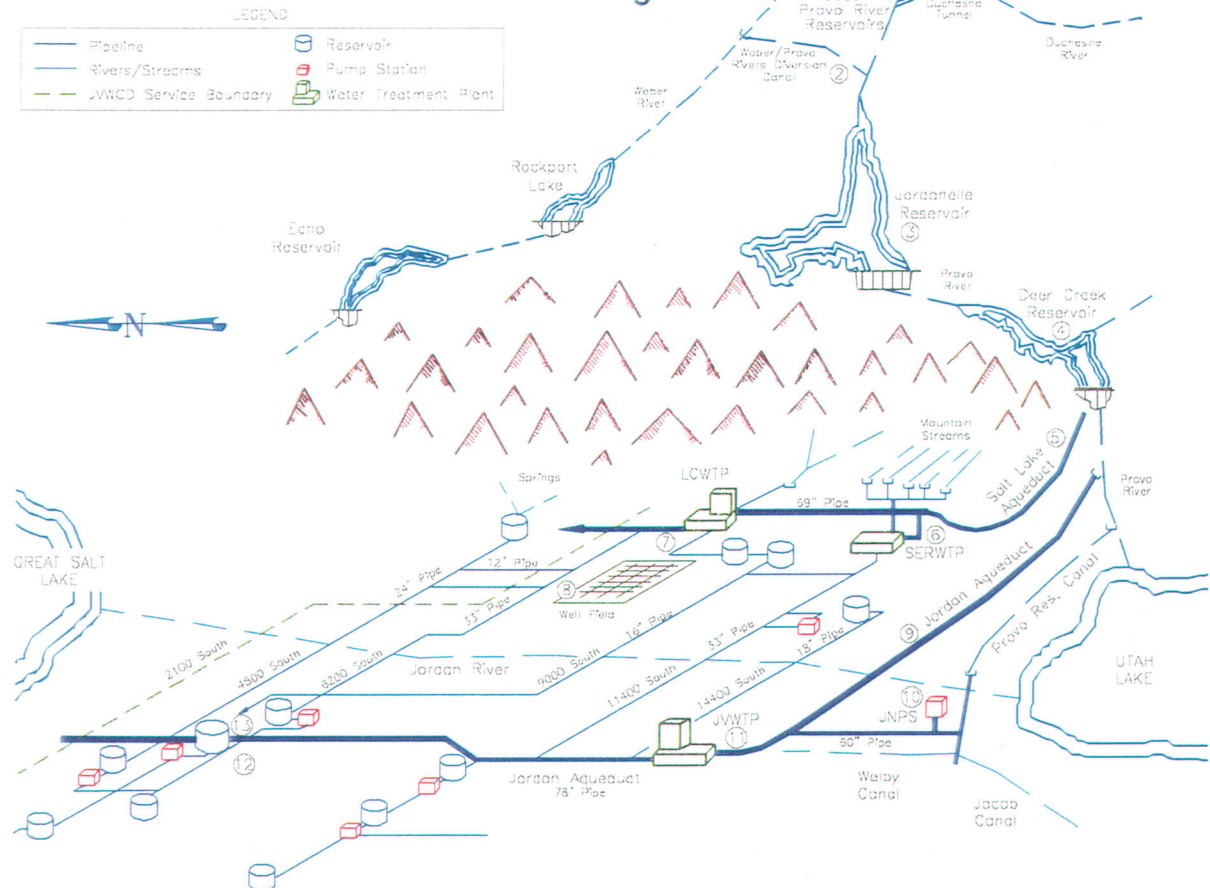 LEGEND
Pipeline
Rivers/Streams
JVWCD Service Boundary
Reservoir
Pump Station
Water Treatment Plant
Provo River
Reservoirs
Duchesne
Tunnel
Duchesne
River
Weber/Provo
Rivers Diversion
Canal
2
Weber
River
Rockport
Lake
Echo
Reservoir
Jordanelle
Reservoir
3
Provo
River
Deer Creek
Reservoir
4
N
Mountain
Streams
5
Salt Lake
Aqueduct
Springs
LCWTP
69" Pipe
Provo
River
6
SERWTP
7
GREAT SALT
LAKE
12" Pipe
24" Pipe
8
Well Field
33" Pipe
16" Pipe
33" Pipe
18" Pipe
9 Jordan Aqueduct
Provo Res. Canal
2100 South
4500 South
6200 South
Jordan River
9000 South
11400 South
14400 South
UTAH
LAKE
10
JNPS
13
JVWTP
11
60" Pipe
12
Jordan Aqueduct
78" Pipe
Welby
Canal
Jacob
Canal